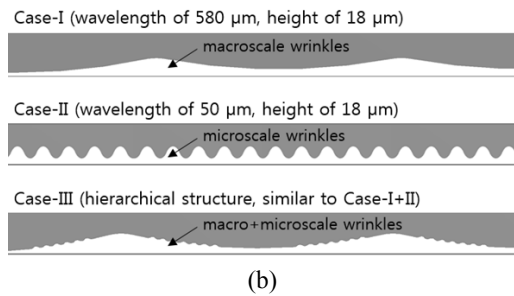 Case-I (wavelength of 580 μm, height of 18 μm)
macroscale wrinkles
Case-II (wavelength of 50 μm, height of 18 μm)
microscale wrinkles
Case-III (hierarchical structure, similar to Case-I+II)
macro+microscale wrinkles
(b)